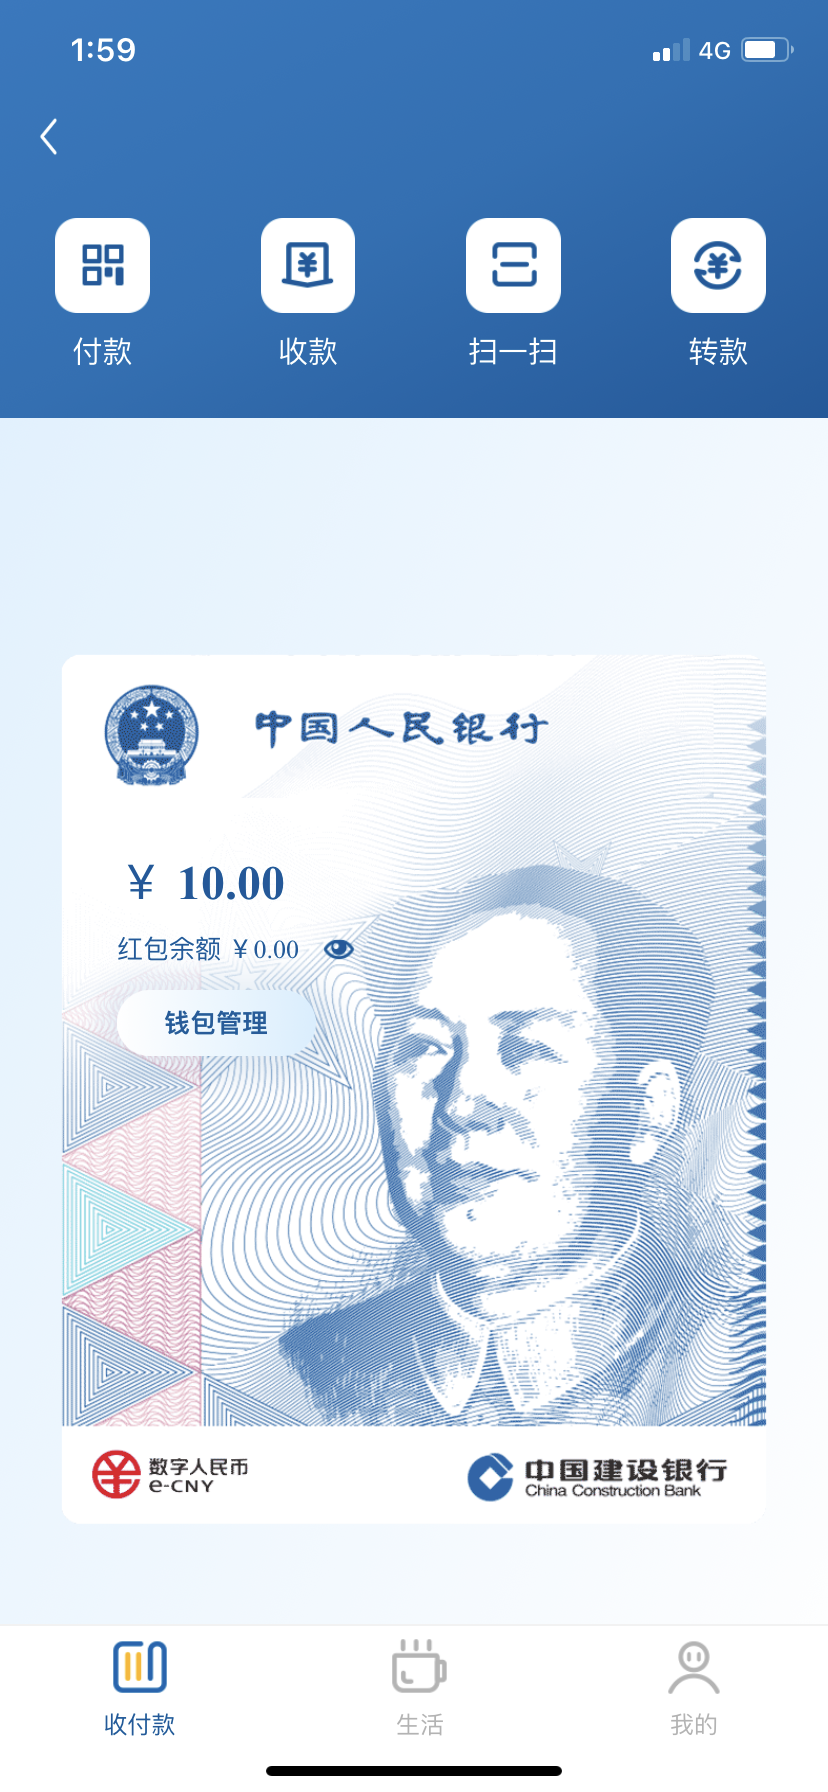 1:59
4G
付款
收款
扫一扫
转款
中国人民银行
¥ 10.00
红包余额 ¥0.00
钱包管理
数字人民币
e-CNY
中国建设银行
China Construction Bank
收付款
生活
我的